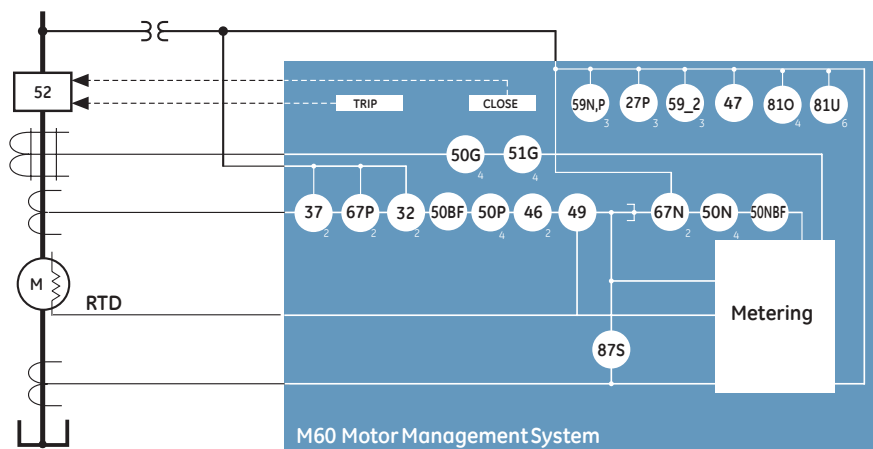 52
TRIP
CLOSE
59N,P 3
27P 3
59_2 3
47
81O 4
81U 6
50G 4
51G 4
37 2
67P 2
32 2
50BF
50P 4
46 2
49
67N 2
50N 4
50NBF
M
RTD
Metering
87S
M60 Motor Management System